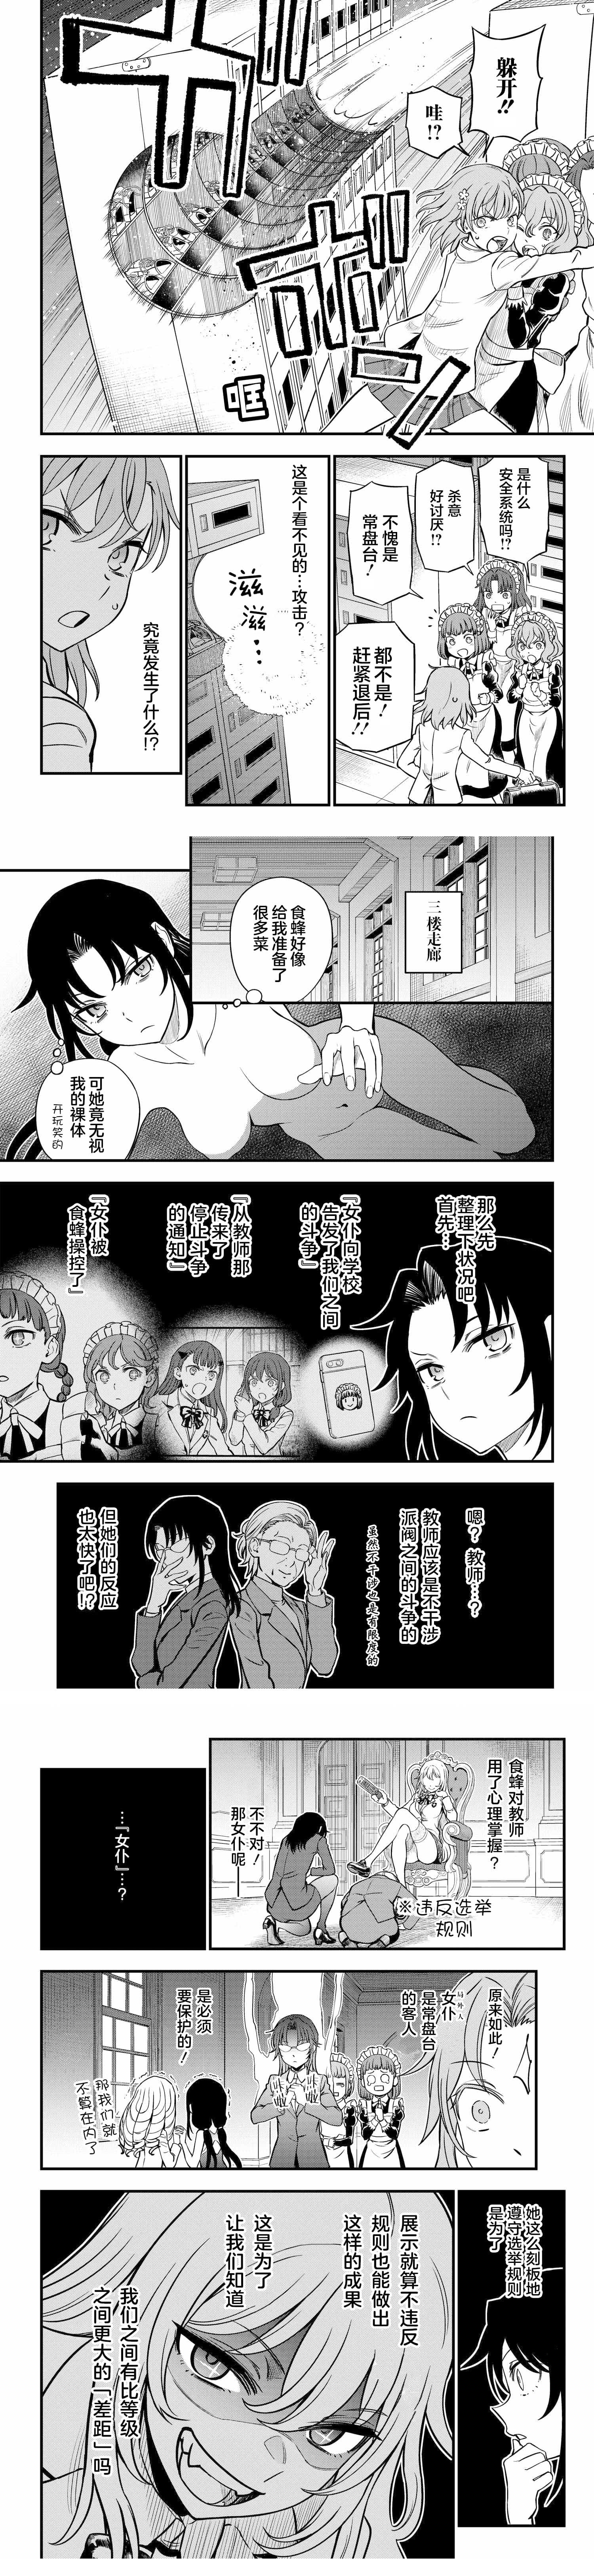 躲开!!
哇!?
ガ
ボッ
哐
是什么
安全系统吗!?
杀意
好讨厌!?
不愧是
常盘台!
都不是!
赶紧退后!!
这是个看不见的…攻击?
滋
滋…
究竟发生了什么!?
三楼走廊
食蜂好像
给我准备了
很多菜
可她竟无视
我的裸体
开玩笑的
那么先
整理下状况吧
首先…
『女仆向学校
告发了我们之间
的斗争』
『从教师那
传来了
停止斗争
的通知』
『女仆被
食蜂操控了』
嗯?教师…?
教师应该是不干涉
派阀之间的斗争的
虽然不干涉也是有限度的
但她们的反应
也太快了吧!?
食蜂对教师
用了心理掌握?
※违反选举
规则
不不对!
那女仆呢—
…『女仆』…?
原来如此!
女仆
局外人
是常盘台
的客人
是必须
要保护的!
那我们就
不算在内了
她这么刻板地
遵守选举规则
是为了
展示就算不违反
规则也能做出
这样的成果
这是为了
让我们知道
我们之间有比等级
之间更大的「差距」吗